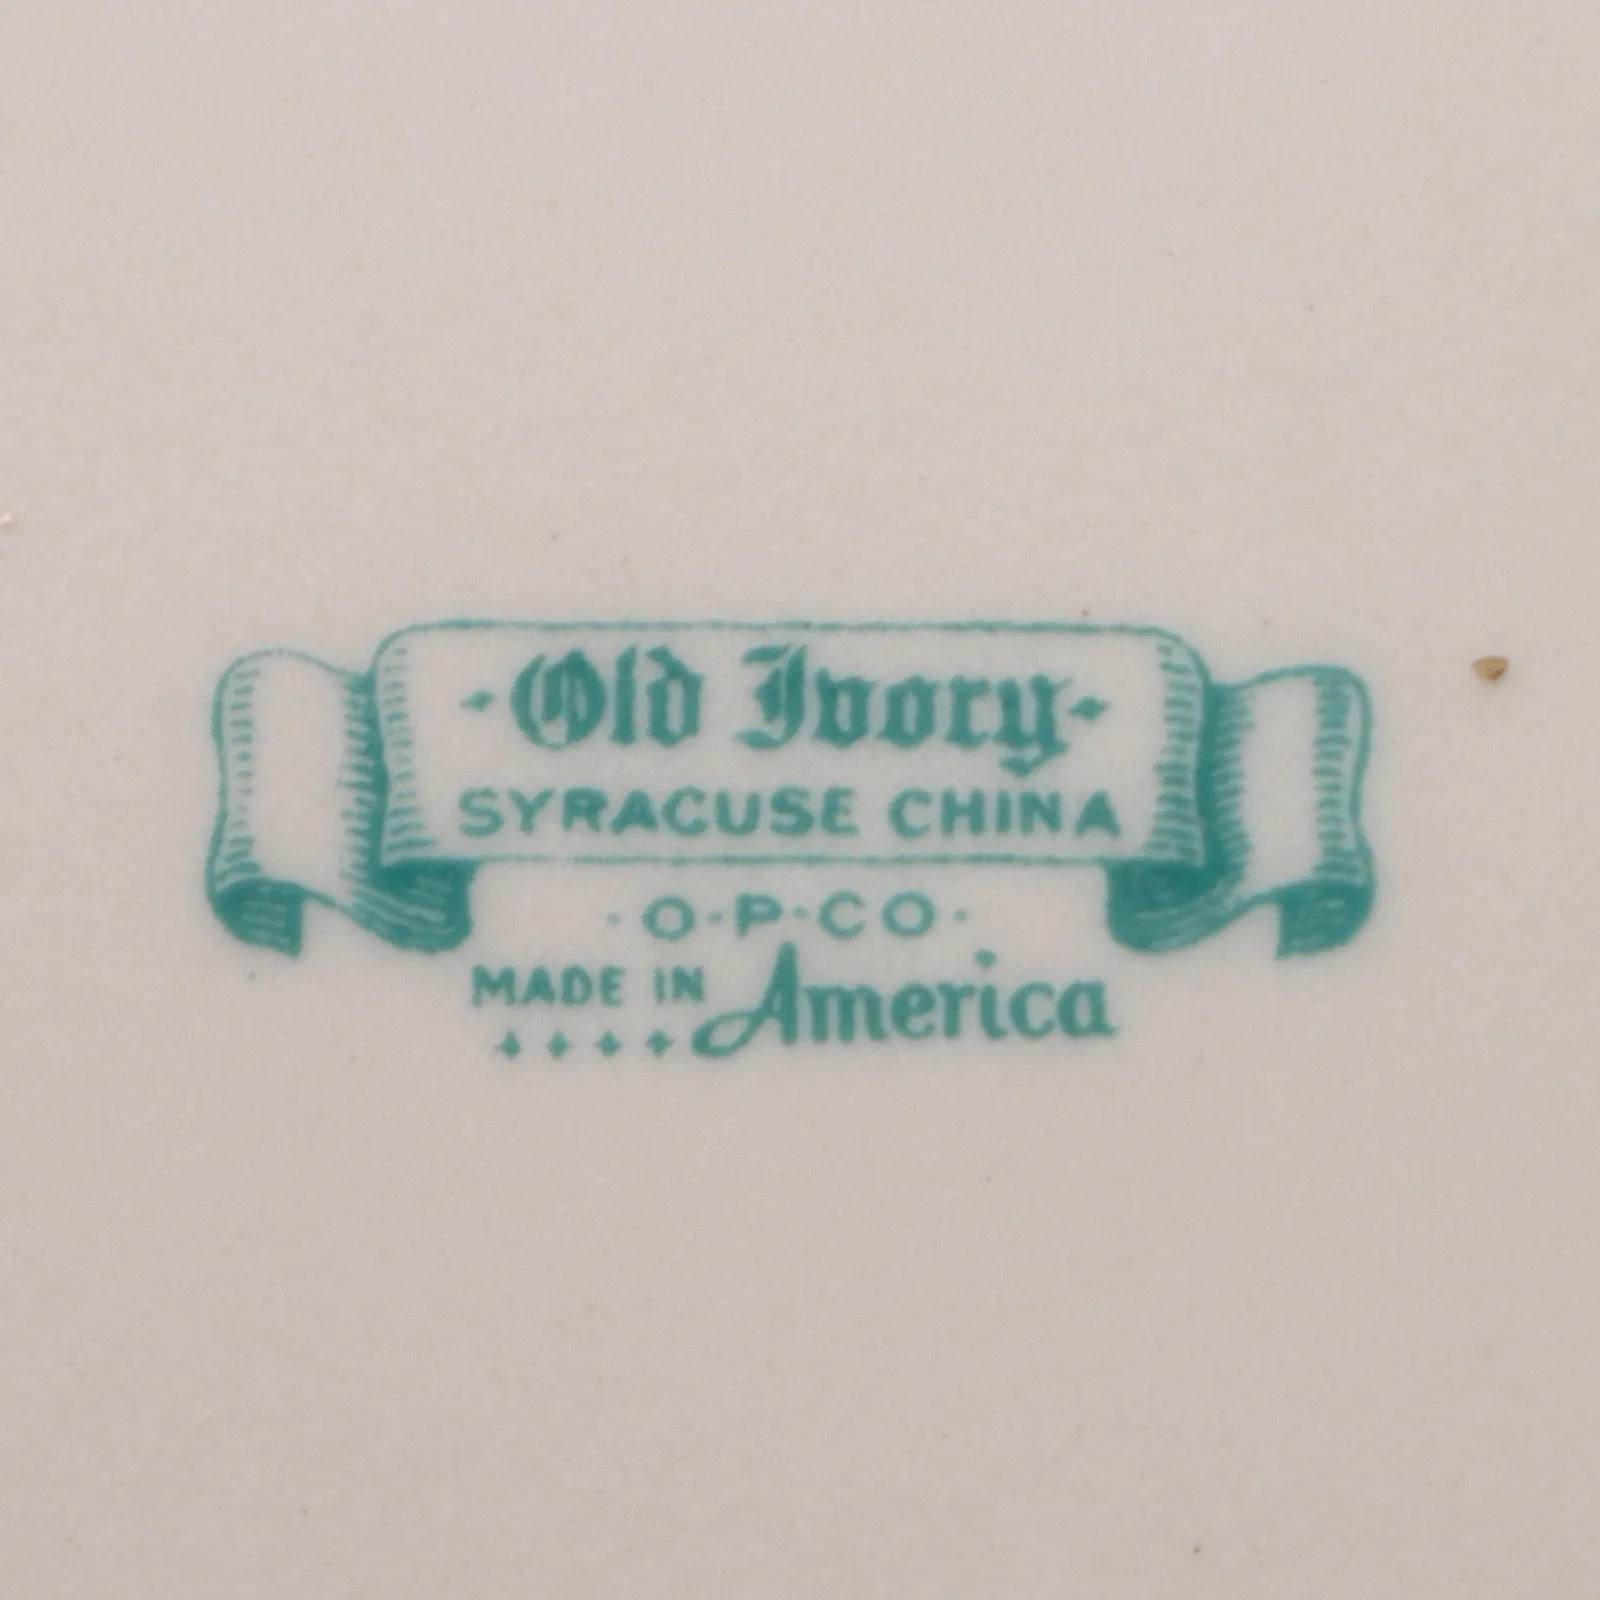 ·Old Ivory·
SYRACUSE CHINA
·O·P·CO·
MADE IN America